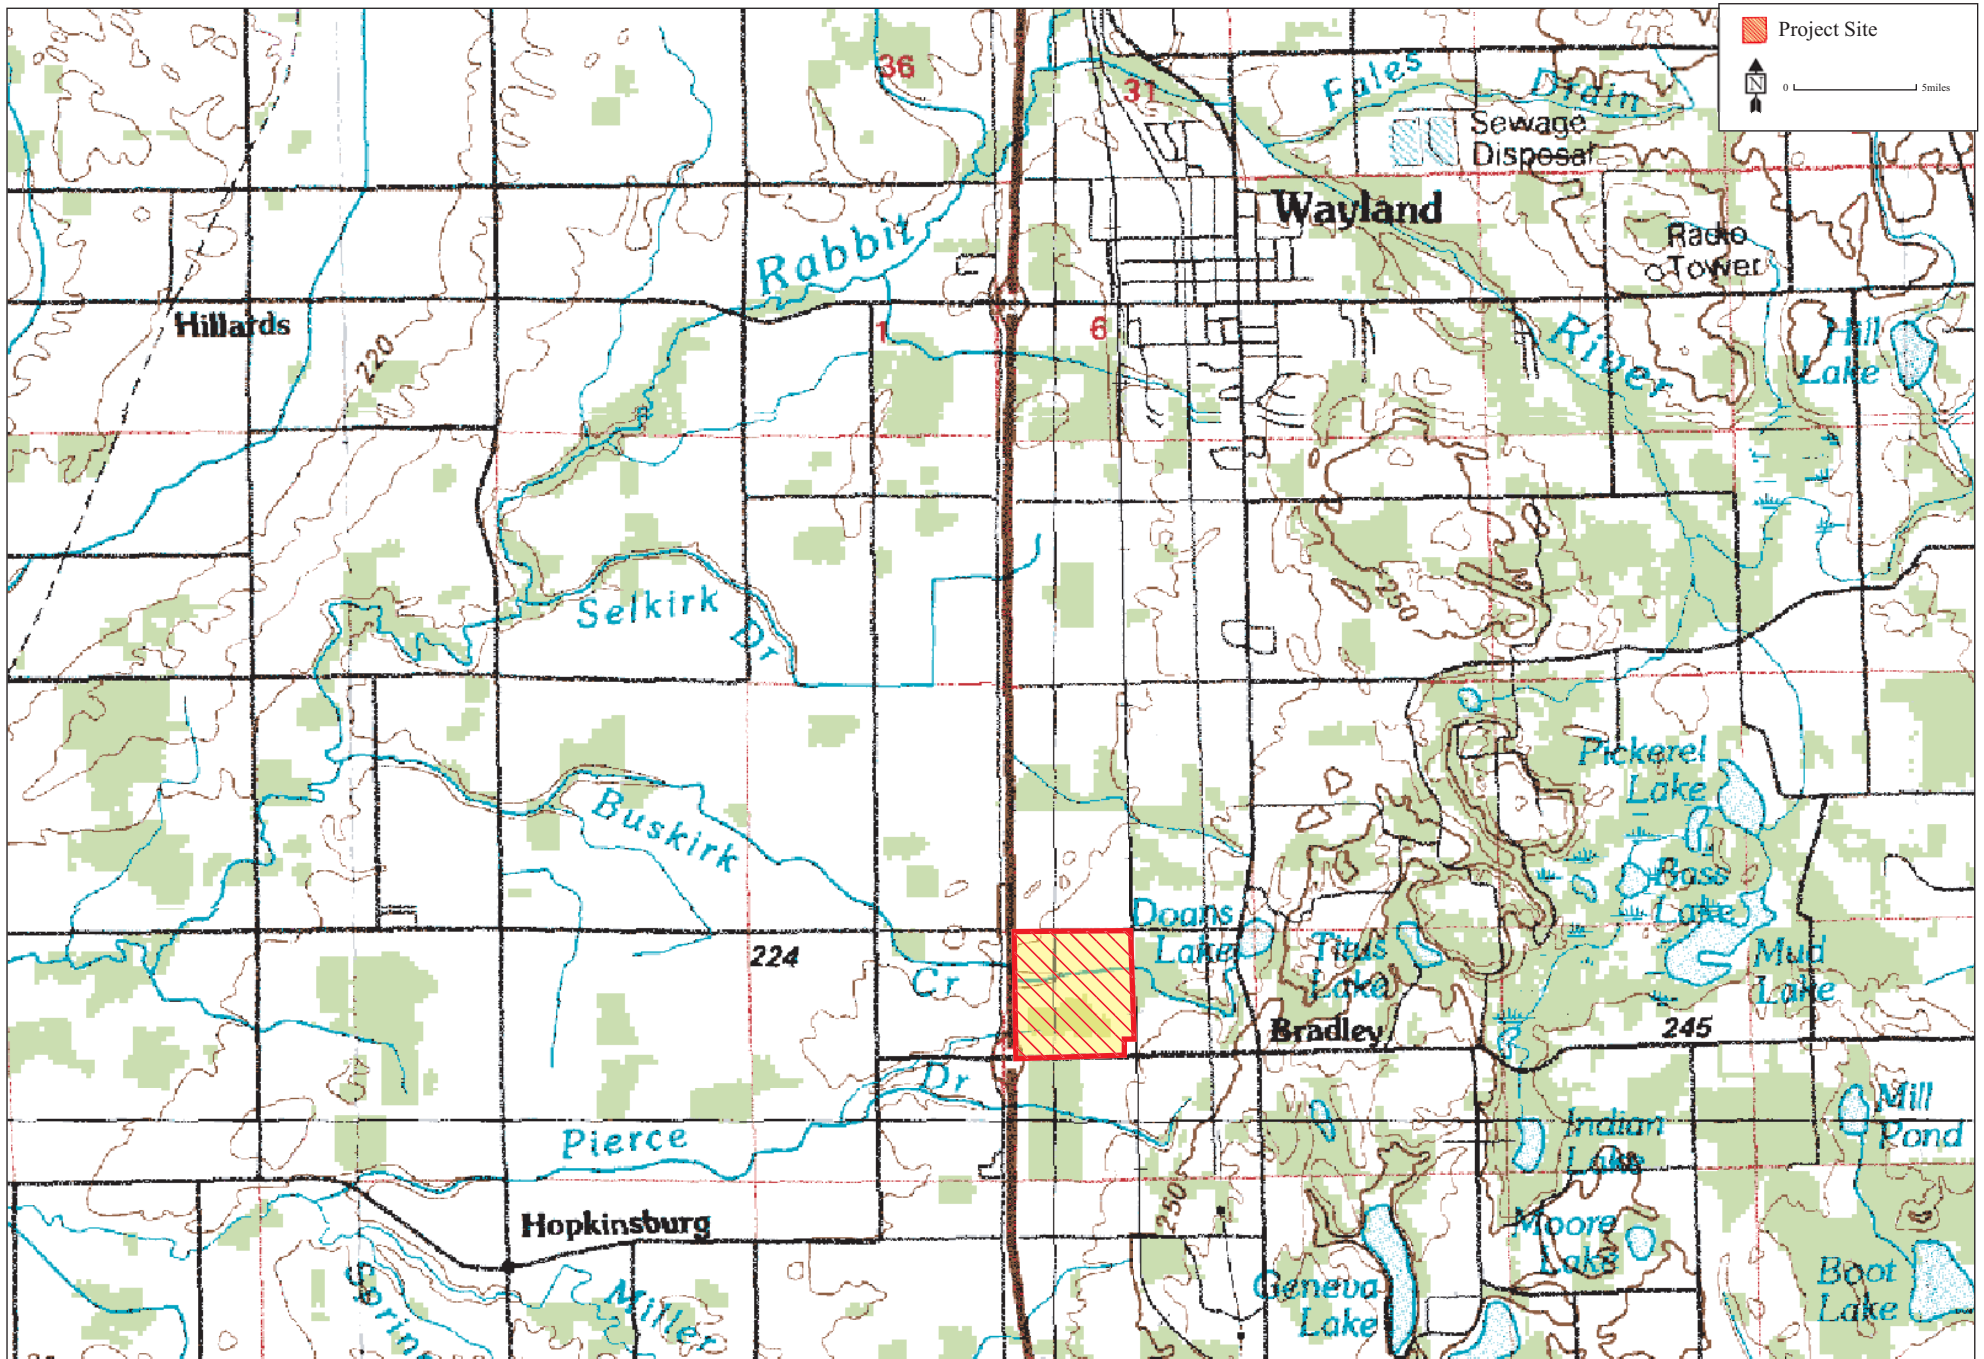 Project Site
N
0 5miles
36
31
Fales Drain
Sewage
Disposal
Wayland
Rabbit
Radio
Tower
Hillards
220
1
6
River
Hill
Lake
Selkirk
Dr
250
Pickerel
Lake
Buskirk
Bass
Lake
Doans
Lake
Titus
Lake
Mud
Lake
224
Cr
Bradley
245
Dr
Mill
Pond
Indian
Lake
Pierce
250
Hopkinsburg
Moore
Lake
Geneva
Lake
Boot
Lake
Miller